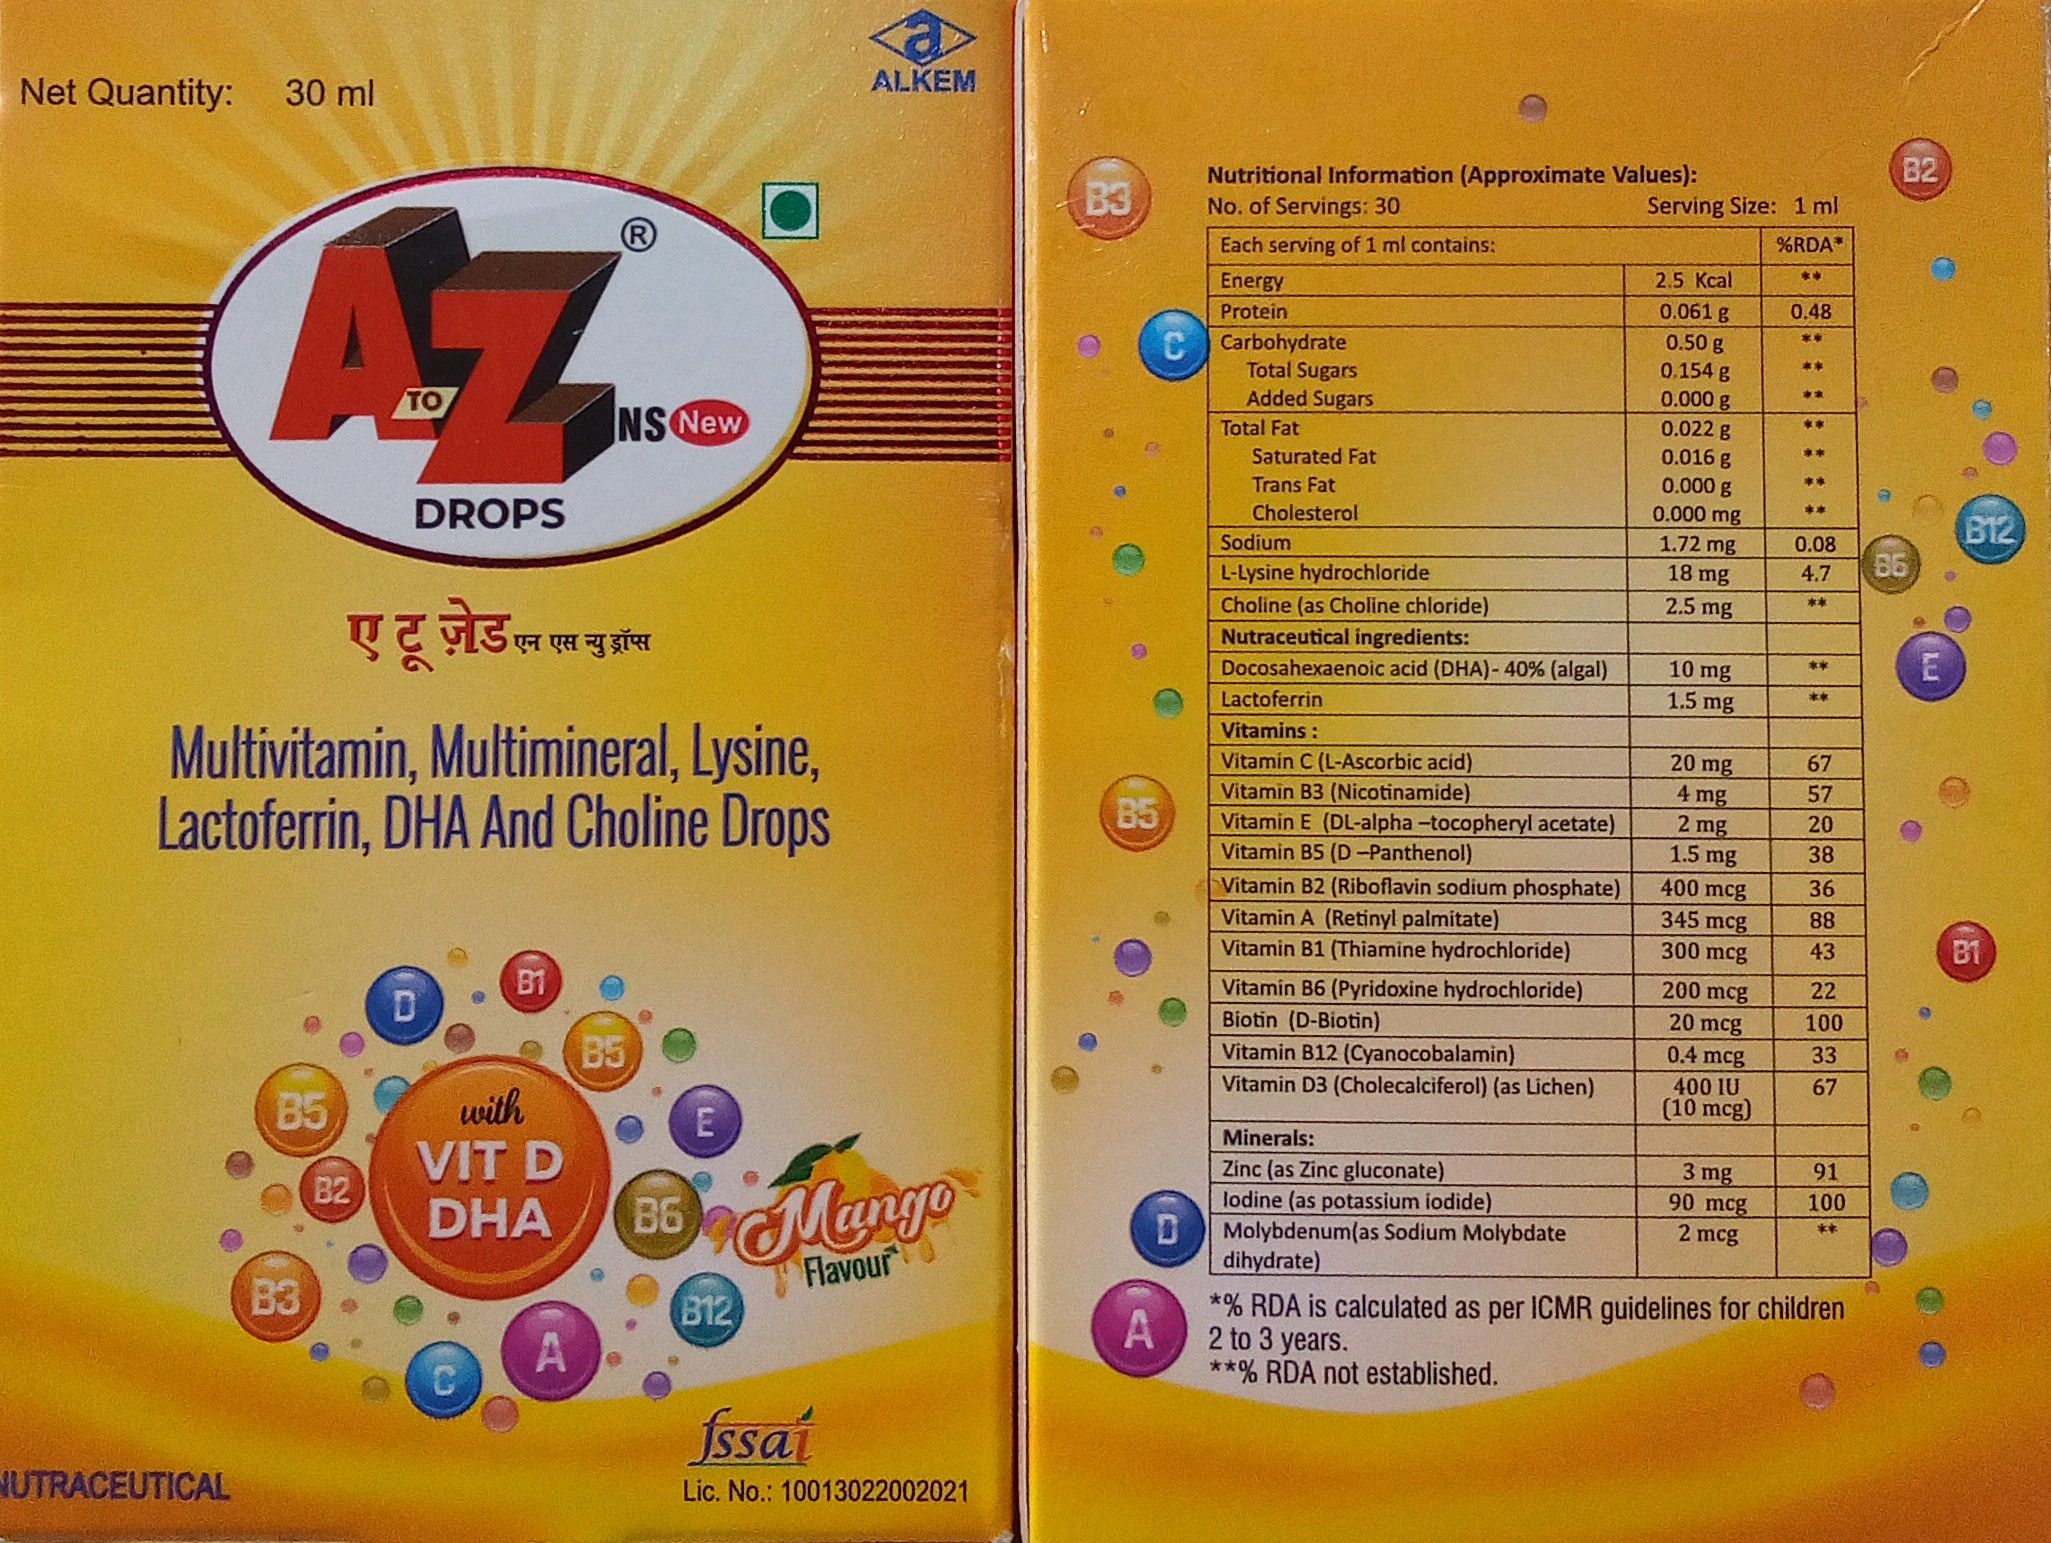 Net Quantity: 30 ml
a
ALKEM
A TO Z NS New ®
DROPS
ए टू ज़ेड एन एस न्यु ड्रॉप्स
Multivitamin, Multimineral, Lysine,
Lactoferrin, DHA And Choline Drops
D
B1
B5
B5
E
with
VIT D
DHA
B2
B6
B3
B12
A
C
Mango
Flavour
fssai
Lic. No.: 10013022002021
NUTRACEUTICAL
B3
B2
C
B12
B6
E
B5
B1
D
A
Nutritional Information (Approximate Values):
No. of Servings: 30 Serving Size: 1 ml
Each serving of 1 ml contains: %RDA*
Energy 2.5 Kcal **
Protein 0.061 g 0.48
Carbohydrate 0.50 g **
Total Sugars 0.154 g **
Added Sugars 0.000 g **
Total Fat 0.022 g **
Saturated Fat 0.016 g **
Trans Fat 0.000 g **
Cholesterol 0.000 mg **
Sodium 1.72 mg 0.08
L-Lysine hydrochloride 18 mg 4.7
Choline (as Choline chloride) 2.5 mg **
Nutraceutical ingredients:
Docosahexaenoic acid (DHA)- 40% (algal) 10 mg **
Lactoferrin 1.5 mg **
Vitamins :
Vitamin C (L-Ascorbic acid) 20 mg 67
Vitamin B3 (Nicotinamide) 4 mg 57
Vitamin E (DL-alpha –tocopheryl acetate) 2 mg 20
Vitamin B5 (D –Panthenol) 1.5 mg 38
Vitamin B2 (Riboflavin sodium phosphate) 400 mcg 36
Vitamin A (Retinyl palmitate) 345 mcg 88
Vitamin B1 (Thiamine hydrochloride) 300 mcg 43
Vitamin B6 (Pyridoxine hydrochloride) 200 mcg 22
Biotin (D-Biotin) 20 mcg 100
Vitamin B12 (Cyanocobalamin) 0.4 mcg 33
Vitamin D3 (Cholecalciferol) (as Lichen) 400 IU 67
(10 mcg)
Minerals:
Zinc (as Zinc gluconate) 3 mg 91
Iodine (as potassium iodide) 90 mcg 100
Molybdenum(as Sodium Molybdate 2 mcg **
dihydrate)
*% RDA is calculated as per ICMR guidelines for children
2 to 3 years.
**% RDA not established.